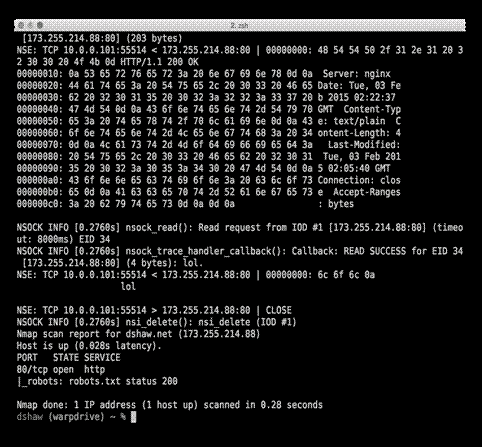 2. zsh
[173.255.214.88:80] (203 bytes)
NSE: TCP 10.0.0.101:55514 < 173.255.214.88:80 | 00000000: 48 54 54 50 2f 31 2e 31 20 3
2 30 30 20 4f 4b 0d HTTP/1.1 200 OK
00000010: 0a 53 65 72 76 65 72 3a 20 6e 67 69 6e 78 0d 0a  Server: nginx
00000020: 44 61 74 65 3a 20 54 75 65 2c 20 30 33 20 46 65 Date: Tue, 03 Fe
00000030: 62 20 32 30 31 35 20 30 32 3a 32 32 3a 33 37 20 b 2015 02:22:37
00000040: 47 4d 54 0d 0a 43 6f 6e 74 65 6e 74 2d 54 79 70 GMT  Content-Typ
00000050: 65 3a 20 74 65 78 74 2f 70 6c 61 69 6e 0d 0a 43 e: text/plain  C
00000060: 6f 6e 74 65 6e 74 2d 4c 65 6e 67 74 68 3a 20 34 ontent-Length: 4
00000070: 0d 0a 4c 61 73 74 2d 4d 6f 64 69 66 69 65 64 3a   Last-Modified:
00000080: 20 54 75 65 2c 20 30 33 20 46 65 62 20 32 30 31  Tue, 03 Feb 201
00000090: 35 20 30 32 3a 30 35 3a 34 30 20 47 4d 54 0d 0a 5 02:05:40 GMT
000000a0: 43 6f 6e 6e 65 63 74 69 6f 6e 3a 20 63 6c 6f 73 Connection: clos
000000b0: 65 0d 0a 41 63 63 65 70 74 2d 52 61 6e 67 65 73 e  Accept-Ranges
000000c0: 3a 20 62 79 74 65 73 0d 0a 0d 0a                : bytes
NSOCK INFO [0.2760s] nsock_read(): Read request from IOD #1 [173.255.214.88:80] (timeo
ut: 8000ms) EID 34
NSOCK INFO [0.2760s] nsock_trace_handler_callback(): Callback: READ SUCCESS for EID 34
[173.255.214.88:80] (4 bytes): lol.
NSE: TCP 10.0.0.101:55514 < 173.255.214.88:80 | 00000000: 6c 6f 6c 0a
lol
NSE: TCP 10.0.0.101:55514 > 173.255.214.88:80 | CLOSE
NSOCK INFO [0.2760s] nsi_delete(): nsi_delete (IOD #1)
Nmap scan report for dshaw.net (173.255.214.88)
Host is up (0.028s latency).
PORT   STATE SERVICE
80/tcp open  http
|_robots: robots.txt status 200
Nmap done: 1 IP address (1 host up) scanned in 0.28 seconds
dshaw (warpdrive) ~ %